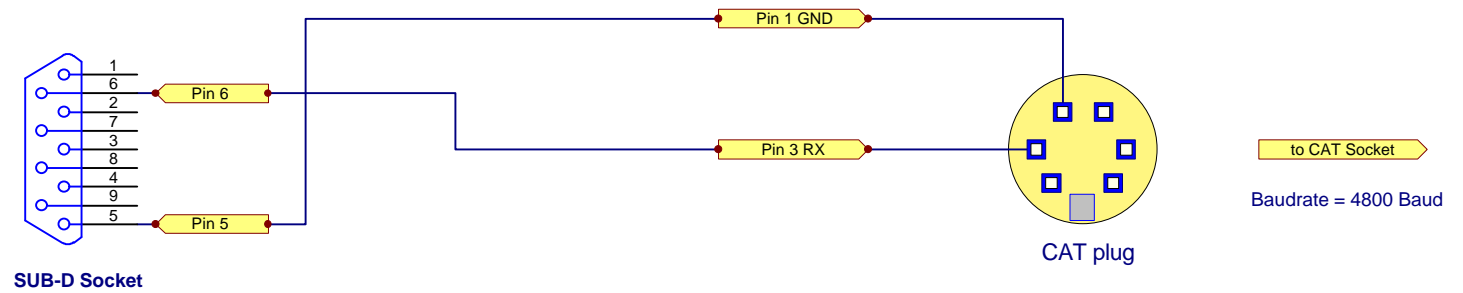 Pin 1 GND
1
6
2
7
3
8
4
9
5
Pin 6
Pin 3 RX
Pin 5
to CAT Socket
Baudrate = 4800 Baud
CAT plug
SUB-D Socket